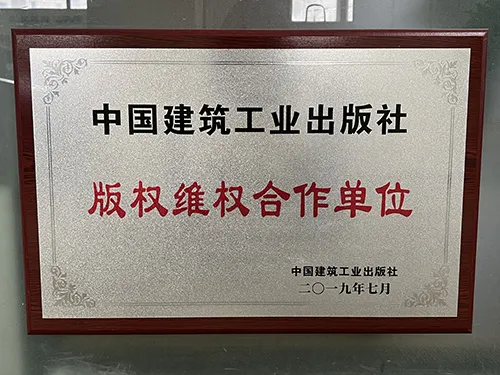 中国建筑工业出版社
版权维权合作单位
中国建筑工业出版社
二〇一九年七月